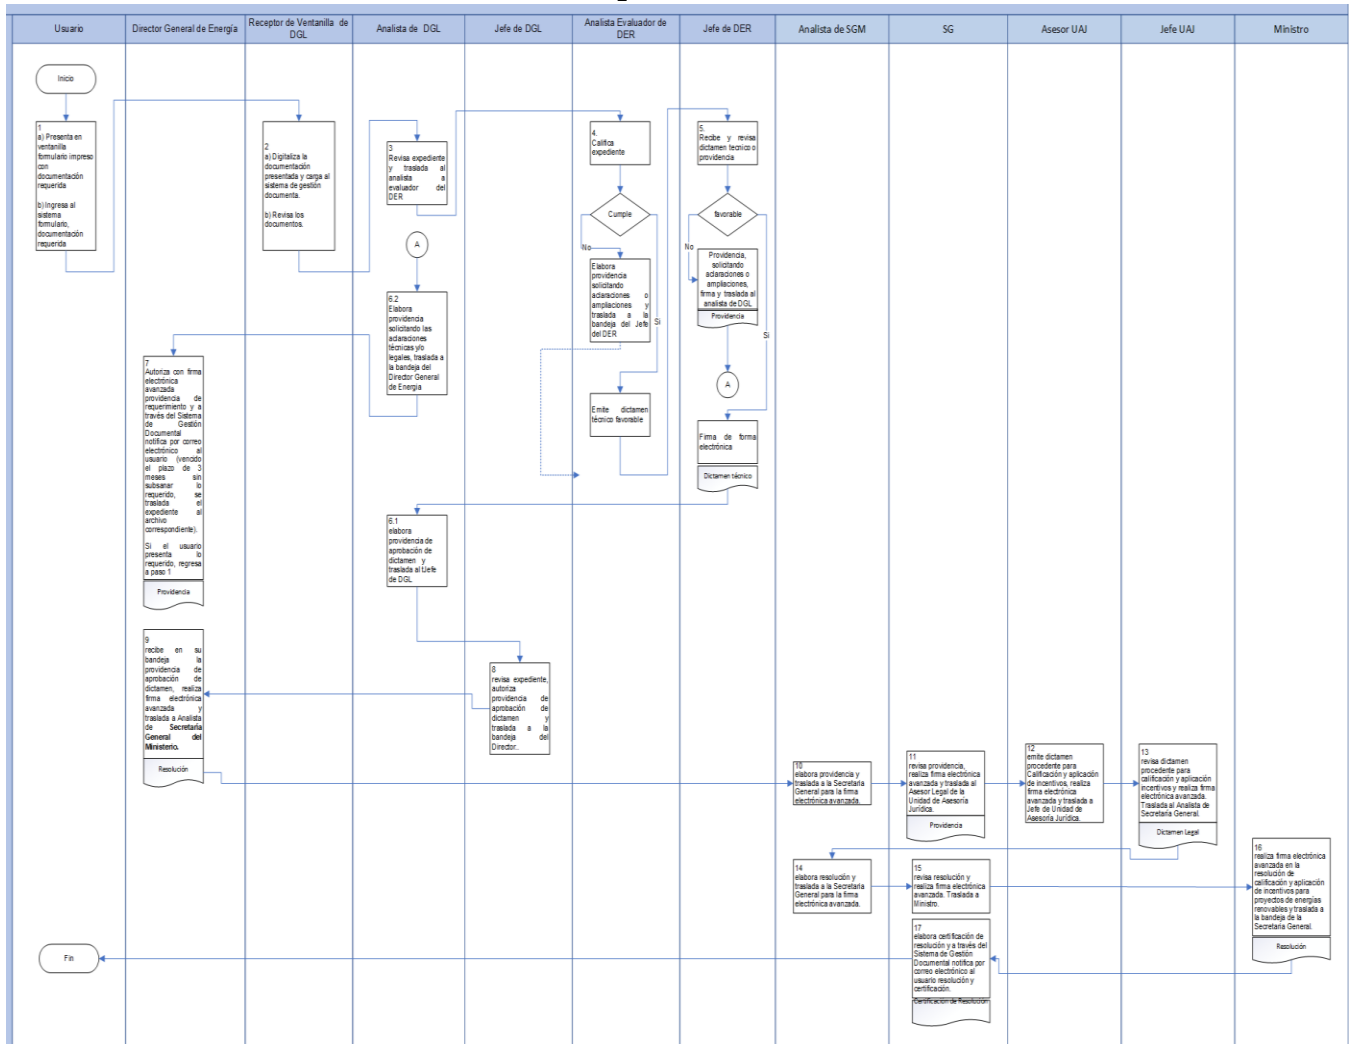 Usuario
Director General de Energía
Receptor de Ventanilla de
DGL
Analista de DGL
Jefe de DGL
Analista Evaluador de
DER
Jefe de DER
Analista de SGM
SG
Asesor UAJ
Jefe UAJ
Ministro
Inicio
1
a) Presenta en
ventanilla
formulario impreso
con
documentación
requerida
b) Ingresa al
sistema
formulario,
documentación
requerida
2
a) Digitaliza la
documentación
presentada y carga al
sistema de gestión
documenta.
b) Revisa los
documentos.
3
Revisa expediente
y traslada al
analista a
evaluador del
DER
4.
Califica
expediente
Cumple
No
Si
Elabora
providencia
solicitando
aclaraciones o
ampliaciones y
traslada a la
bandeja del Jefe
del DER
Emite dictamen
técnico favorable
5.
Recibe y revisa
dictamen tecnico o
providencia
favorable
No
Si
Providencia,
solicitando
aclaraciones o
ampliaciones,
firma y traslada al
analista de DGL.
Providencia
A
Firma de forma
electrónica
Dictamen técnico
A
6.2
Elabora
providencia
solicitando las
aclaraciones
técnicas y/o
legales, traslada a
la bandeja del
Director General
de Energía
7
Autoriza con firma
electrónica
avanzada
providencia de
requerimiento y a
través del Sistema
de Gestión
Documental
notifica por correo
electrónico al
usuario (vencido
el plazo de 3
meses sin
subsanar lo
requerido, se
traslada el
expediente al
archivo
correspondiente).
Si el usuario
presenta lo
requerido, regresa
a paso 1
Providencia
6.1
elabora
providencia de
aprobación de
dictamen y
traslada al tJefe
de DGL
8
revisa expediente,
autoriza
providencia de
aprobación de
dictamen y
traslada a la
bandeja del
Director..
9
recibe en su
bandeja la
providencia de
aprobación de
dictamen, realiza
firma electrónica
avanzada y
traslada a Analista
de Secretaría
General del
Ministerio.
Resolución
10
elabora providencia y
traslada a la Secretaria
General para la firma
electrónica avanzada.
11
revisa providencia,
realiza firma electrónica
avanzada y traslada al
Asesor Legal de la
Unidad de Asesoría
Jurídica.
Providencia
12
emite dictamen
procedente para
Calificación y aplicación
de incentivos, realiza
firma electrónica
avanzada y traslada a
Jefe de Unidad de
Asesoría Jurídica.
13
revisa dictamen
procedente para
calificación y aplicación
incentivos y realiza firma
electrónica avanzada.
Traslada al Analista de
Secretaría General.
Dictamen Legal
14
elabora resolución y
traslada a la Secretaria
General para la firma
electrónica avanzada.
15
revisa resolución y
realiza firma electrónica
avanzada. Traslada a
Ministro.
16
realiza firma electrónica
avanzada en la
resolución de
calificación y aplicación
de incentivos para
proyectos de energías
renovables y traslada a
la bandeja de la
Secretaría General.
Resolución
17
elabora certificación de
resolución y a través del
Sistema de Gestión
Documental notifica por
correo electrónico al
usuario resolución y
certificación.
Certificación de Resolución
Fin